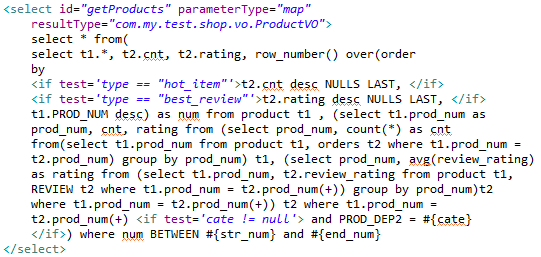 <select id="getProducts" parameterType="map"
resultType="com.my.test.shop.vo.ProductVO">
select * from(
select t1.*, t2.cnt, t2.rating, row_number() over(order
by
<if test='type == "hot_item"'>t2.cnt desc NULLS LAST, </if>
<if test='type == "best_review"'>t2.rating desc NULLS LAST, </if>
t1.PROD_NUM desc) as num from product t1 , (select t1.prod_num as
prod_num, cnt, rating from (select prod_num, count(*) as cnt
from(select t1.prod_num from product t1, orders t2 where t1.prod_num =
t2.prod_num) group by prod_num) t1, (select prod_num, avg(review_rating)
as rating from (select t1.prod_num, t2.review_rating from product t1,
REVIEW t2 where t1.prod_num = t2.prod_num(+)) group by prod_num)t2
where t1.prod_num = t2.prod_num(+)) t2 where t1.prod_num =
t2.prod_num(+) <if test='cate != null'> and PROD_DEP2 = #{cate}
</if>) where num BETWEEN #{str_num} and #{end_num}
</select>